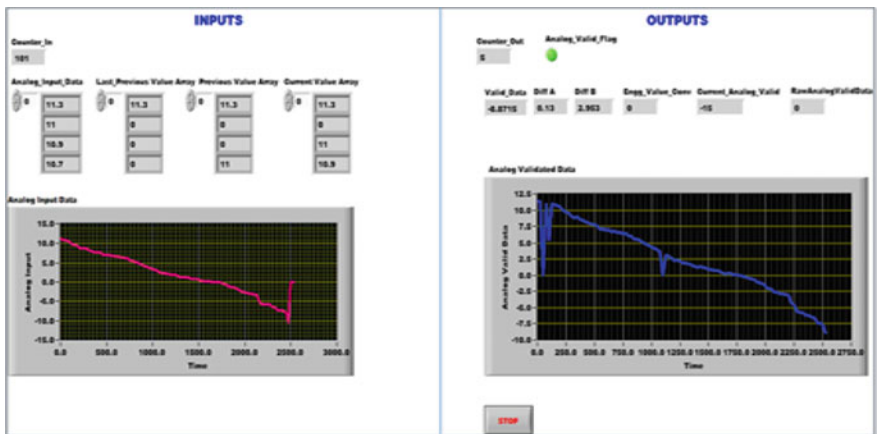 INPUTS
Counter_In
101
Analog_Input_Data Last_Previous Value Array Previous Value Array Current Value Array
0 11.3 0 11.3 0 11.3 0 11.3
11 0 0 0
10.9 0 0 11
10.7 0 11 10.9
Analog Input Data
Analog Input
15.0
10.0
5.0
0.0
-5.0
-10.0
-15.0
0.0 500.0 1000.0 1500.0 2000.0 2500.0 3000.0
Time
OUTPUTS
Counter_Out Analog_Valid_Flag
5
Valid_Data Diff A Diff B Engg_Value_Conv Current_Analog_Valid RawAnalogValidData
-8.8715 0.13 2.953 0 -15 0
Analog Validated Data
Analog Valid Data
12.5
10.0
7.5
5.0
2.5
0.0
-2.5
-5.0
-7.5
-10.0
0.0 250.0 500.0 750.0 1000.0 1250.0 1500.0 1750.0 2000.0 2250.0 2500.0 2750.0
Time
STOP